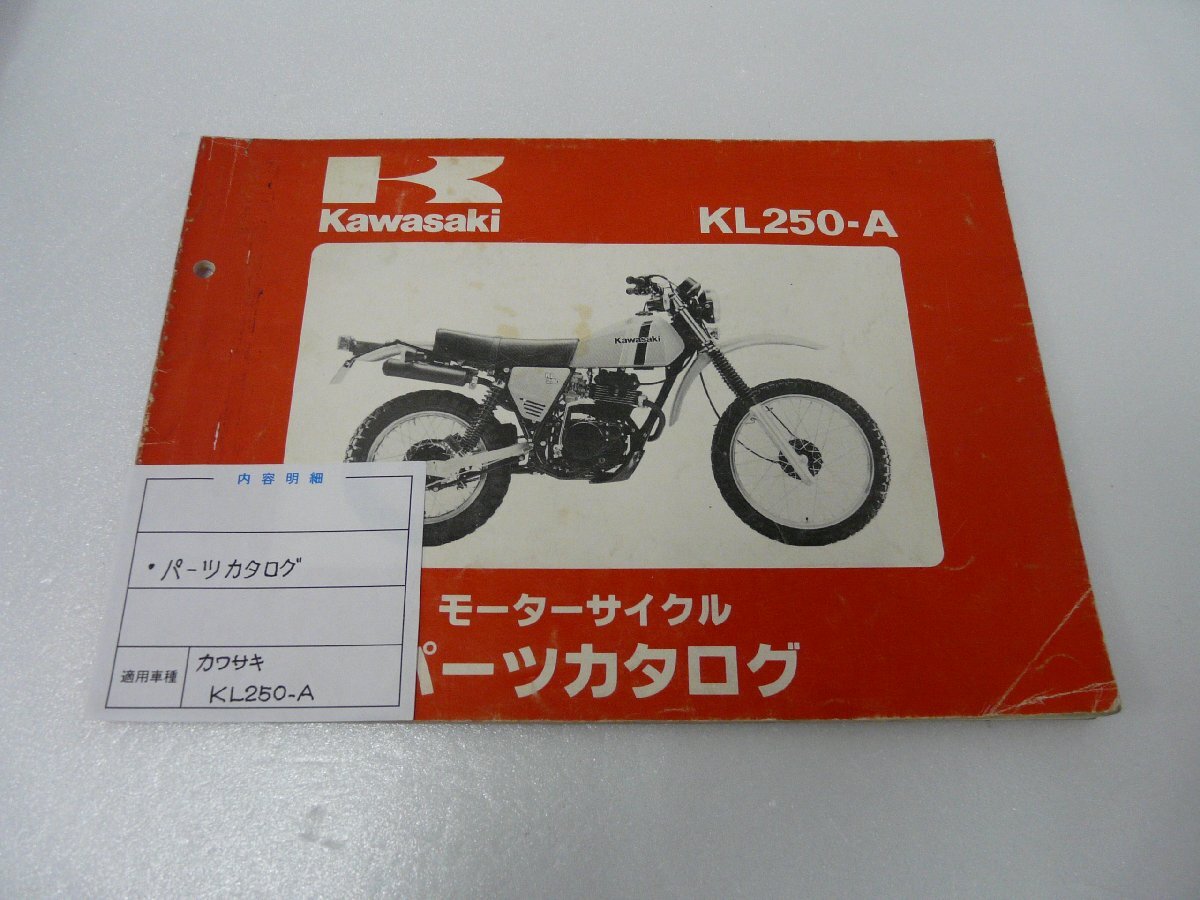 Kawasaki
KL250-A
Kawasaki
モーターサイクル
パーツカタログ
内容明細
・パーツカタログ
適用車種
カワサキ
KL250-A